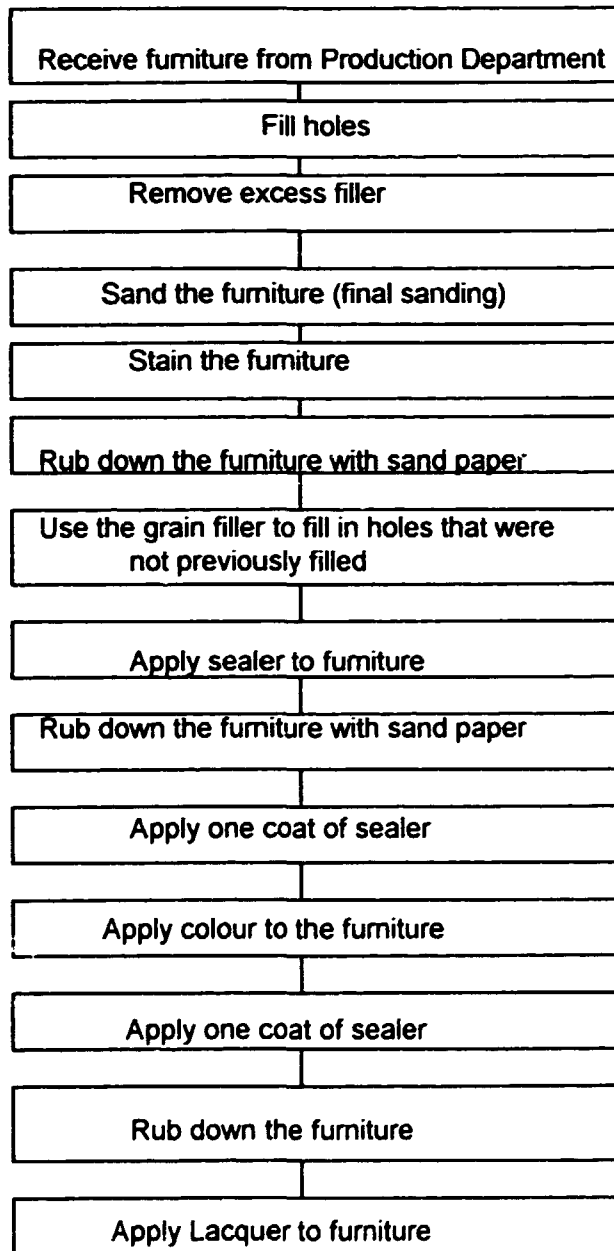 Receive furniture from Production Department
Fill holes
Remove excess filler
Sand the furniture (final sanding)
Stain the furniture
Rub down the furniture with sand paper
Use the grain filler to fill in holes that were
not previously filled
Apply sealer to furniture
Rub down the furniture with sand paper
Apply one coat of sealer
Apply colour to the furniture
Apply one coat of sealer
Rub down the furniture
Apply Lacquer to furniture